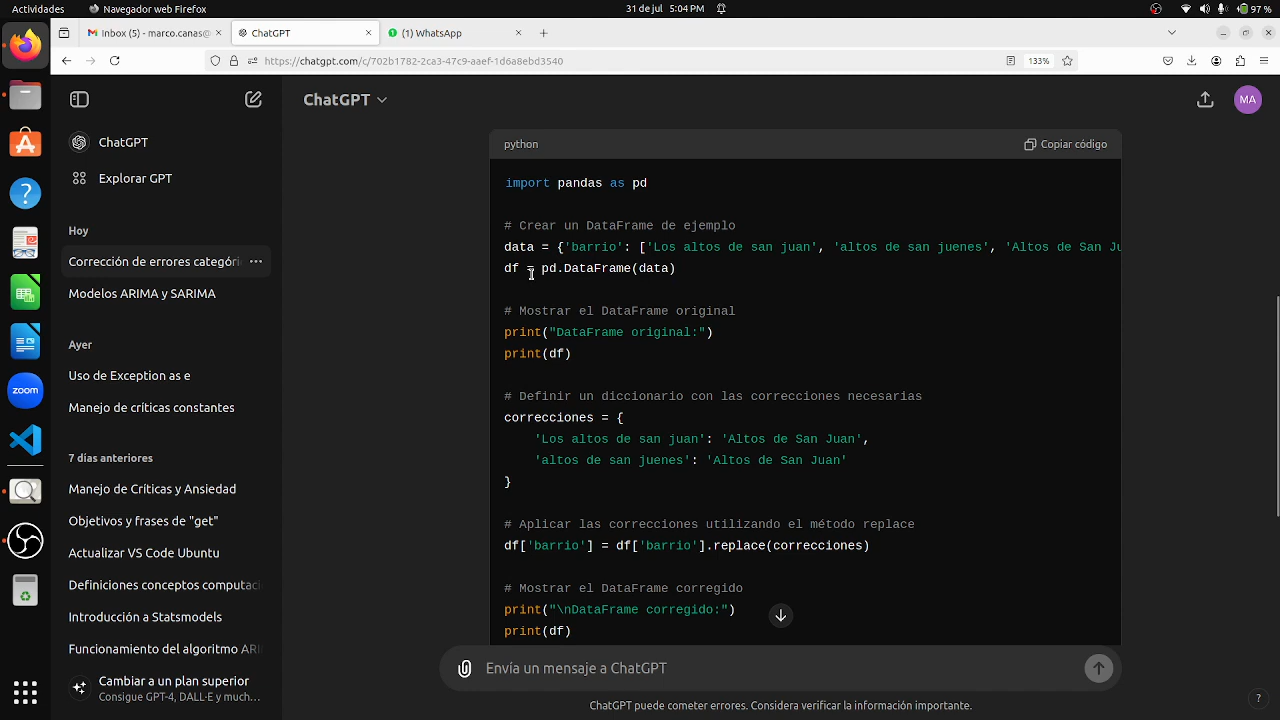 Actividades
Navegador web Firefox
31 de jul 5:04 PM
97 %
Inbox (5) - marco.canas@
ChatGPT
(1) WhatsApp
https://chatgpt.com/c/702b1782-2ca3-47c9-aaef-1d6a8ebd3540
133%
ChatGPT
MA
ChatGPT
Explorar GPT
Hoy
Corrección de errores categóri
Modelos ARIMA y SARIMA
Ayer
Uso de Exception as e
Manejo de críticas constantes
7 días anteriores
Manejo de Críticas y Ansiedad
Objetivos y frases de "get"
Actualizar VS Code Ubuntu
Definiciones conceptos computac
Introducción a Statsmodels
Funcionamiento del algoritmo ARI
Cambiar a un plan superior
Consigue GPT-4, DALL·E y much...
zoom
python
Copiar código
import pandas as pd
# Crear un DataFrame de ejemplo
data = {'barrio': ['Los altos de san juan', 'altos de san juenes', 'Altos de San Ju
df = pd.DataFrame(data)
# Mostrar el DataFrame original
print("DataFrame original:")
print(df)
# Definir un diccionario con las correcciones necesarias
correcciones = {
'Los altos de san juan': 'Altos de San Juan',
'altos de san juenes': 'Altos de San Juan'
}
# Aplicar las correcciones utilizando el método replace
df['barrio'] = df['barrio'].replace(correcciones)
# Mostrar el DataFrame corregido
print("\nDataFrame corregido:")
print(df)
Envía un mensaje a ChatGPT
ChatGPT puede cometer errores. Considera verificar la información importante.
?